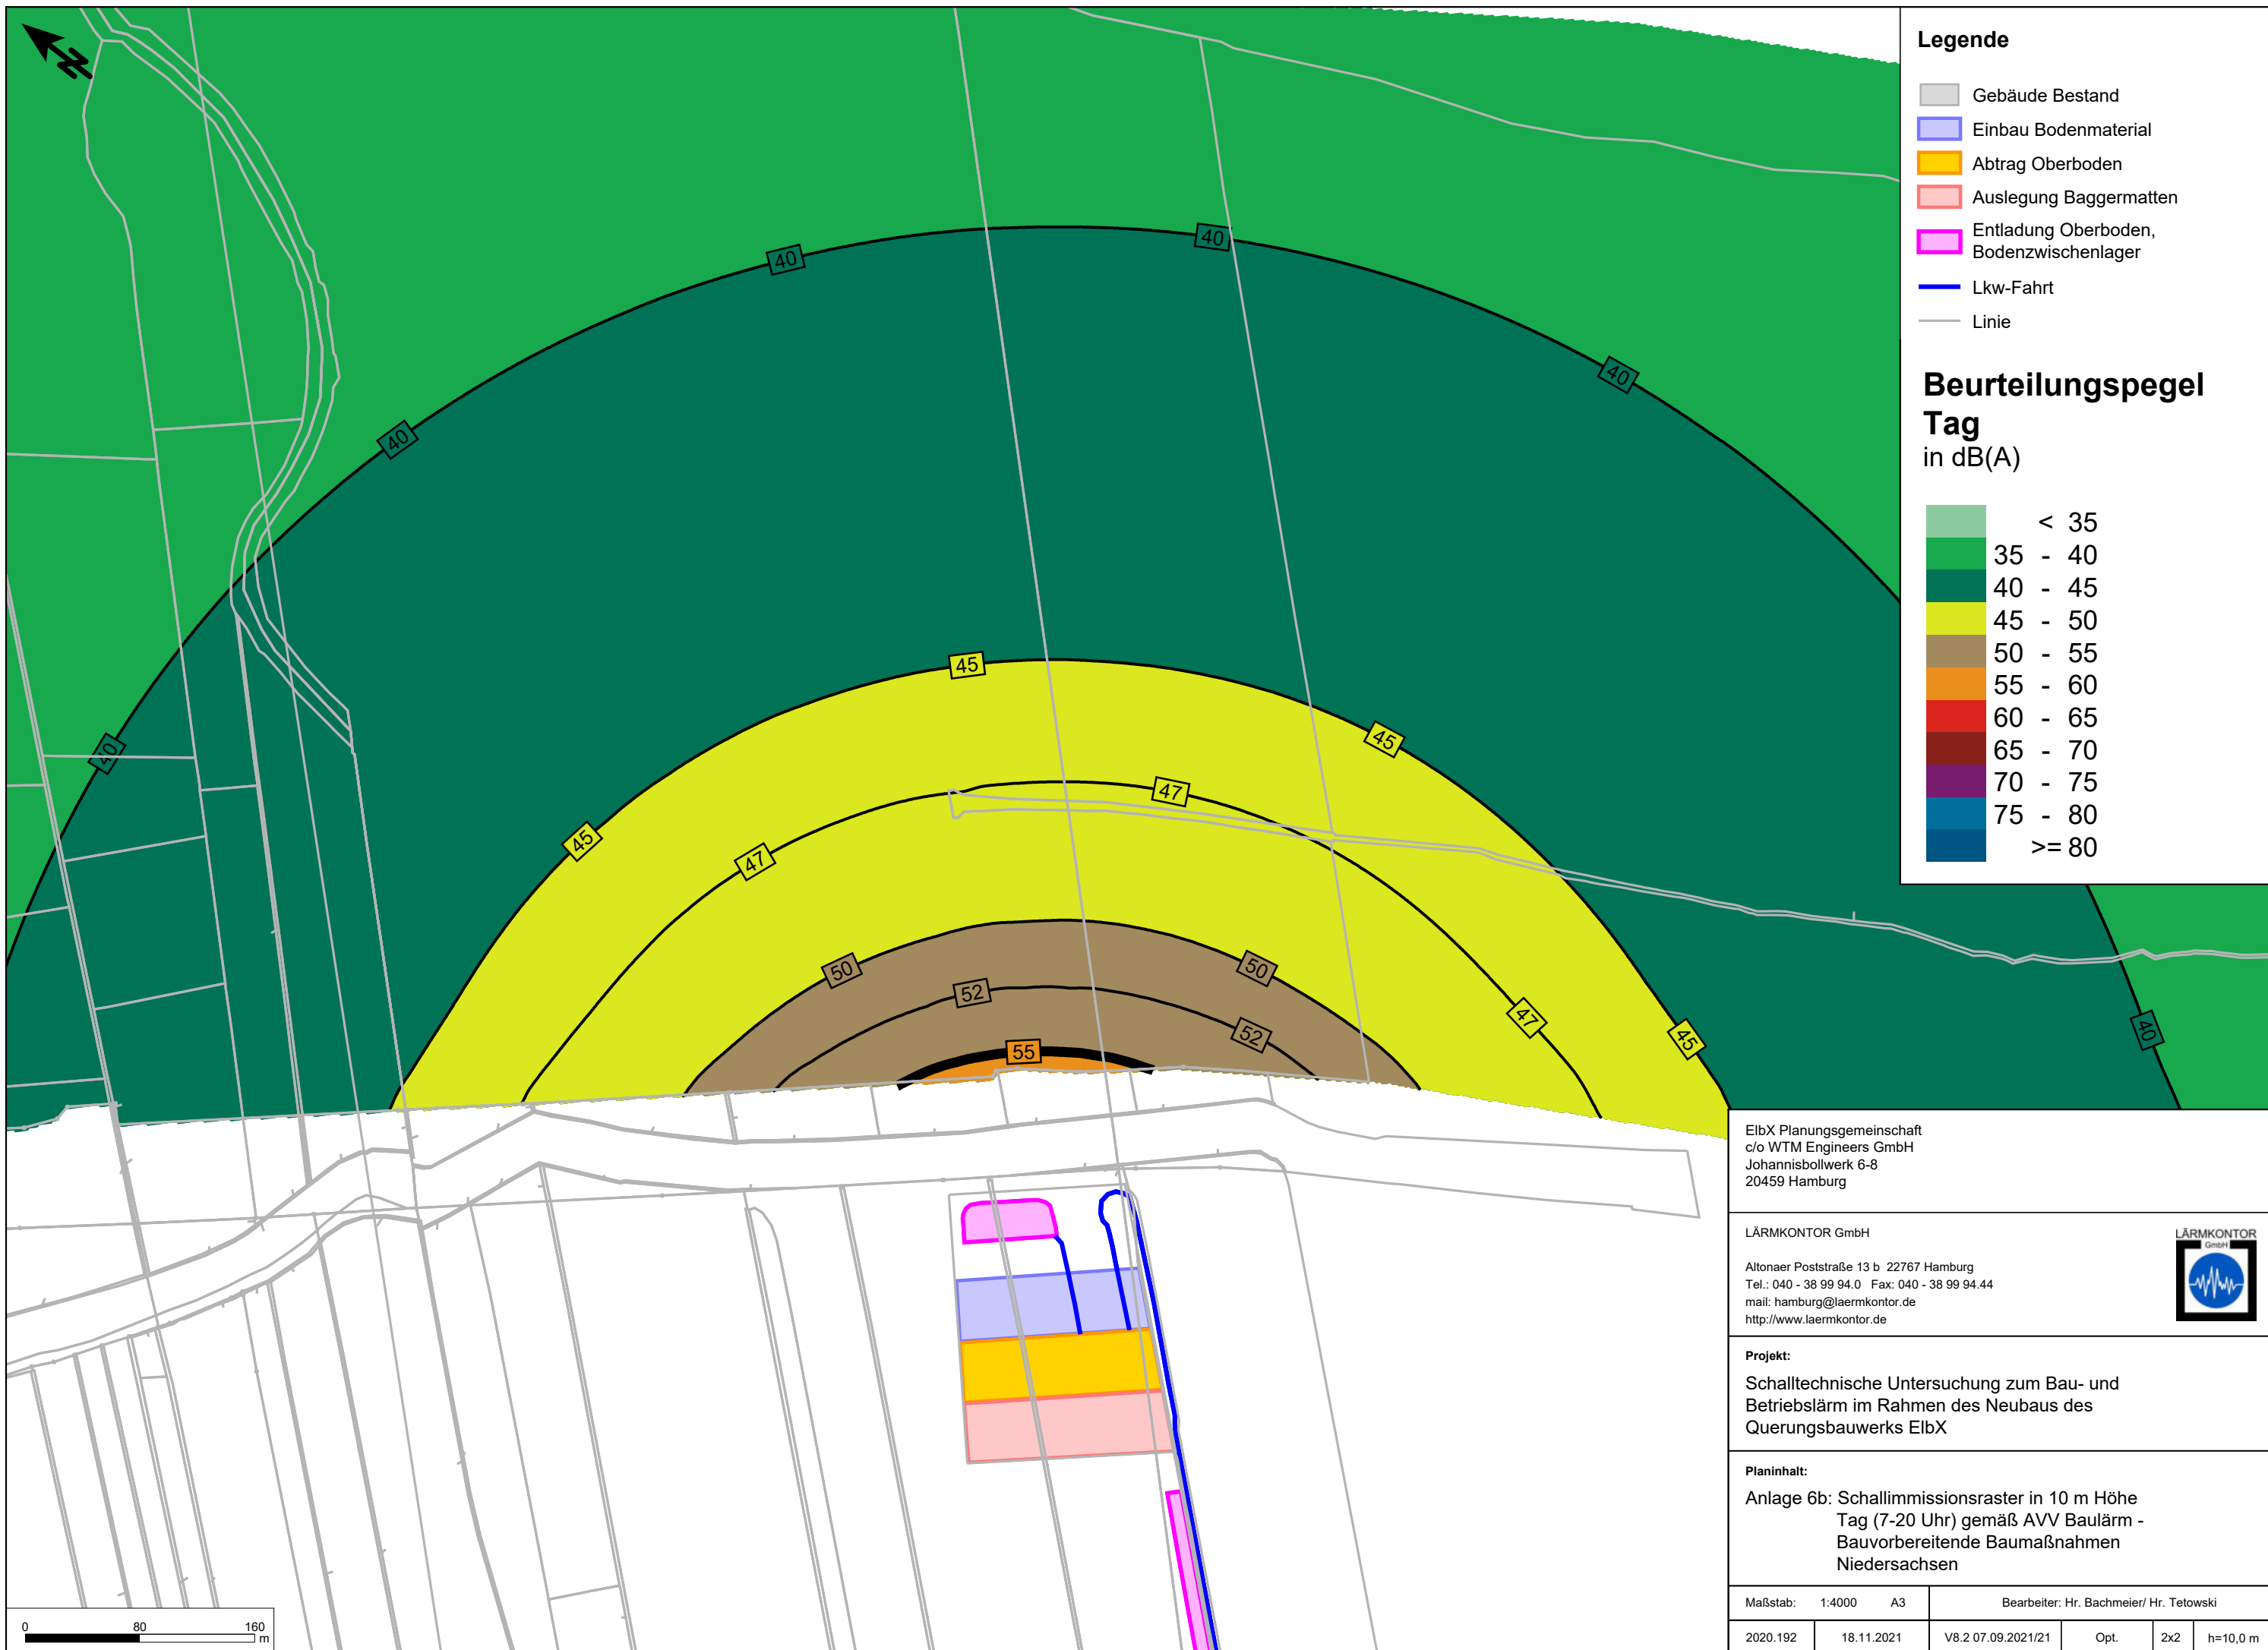 Legende
Gebäude Bestand
Einbau Bodenmaterial
Abtrag Oberboden
Auslegung Baggermatten
Entladung Oberboden,
Bodenzwischenlager
Lkw-Fahrt
Linie
Beurteilungspegel
Tag
in dB(A)
< 35
35 - 40
40 - 45
45 - 50
50 - 55
55 - 60
60 - 65
65 - 70
70 - 75
75 - 80
>= 80
N
40
40
40
40
40
40
45
45
45
45
47
47
47
50
50
52
52
55
0 80 160
m
ElbX Planungsgemeinschaft
c/o WTM Engineers GmbH
Johannisbollwerk 6-8
20459 Hamburg
LÄRMKONTOR GmbH
Altonaer Poststraße 13 b 22767 Hamburg
Tel.: 040 - 38 99 94.0 Fax: 040 - 38 99 94.44
mail: hamburg@laermkontor.de
http://www.laermkontor.de
LÄRMKONTOR
GmbH
Projekt:
Schalltechnische Untersuchung zum Bau- und
Betriebslärm im Rahmen des Neubaus des
Querungsbauwerks ElbX
Planinhalt:
Anlage 6b: Schallimmissionsraster in 10 m Höhe
Tag (7-20 Uhr) gemäß AVV Baulärm -
Bauvorbereitende Baumaßnahmen
Niedersachsen
Maßstab: 1:4000 A3 Bearbeiter: Hr. Bachmeier/ Hr. Tetowski
2020.192 18.11.2021 V8.2 07.09.2021/21 Opt. 2x2 h=10,0 m